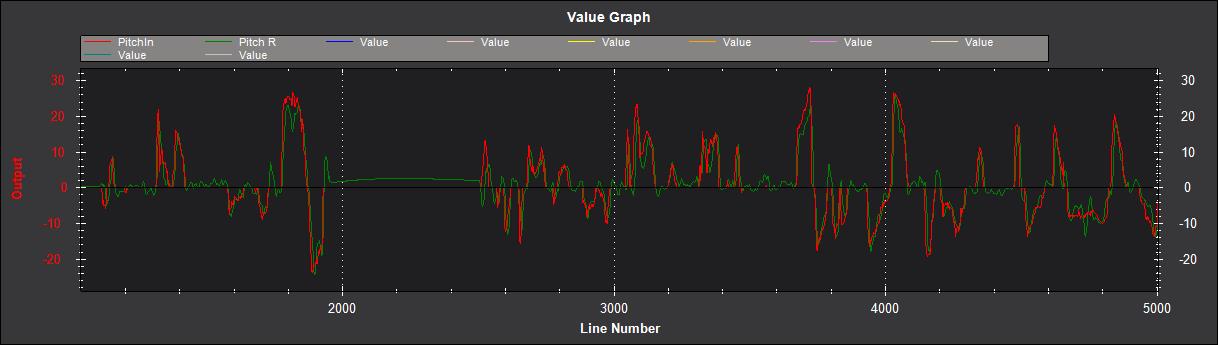 Value Graph
PitchIn Pitch R Value Value Value Value Value Value
Value Value
30 30
20 20
10 10
0 0
-10 -10
-20 -20
Output
2000 3000 4000 5000
Line Number